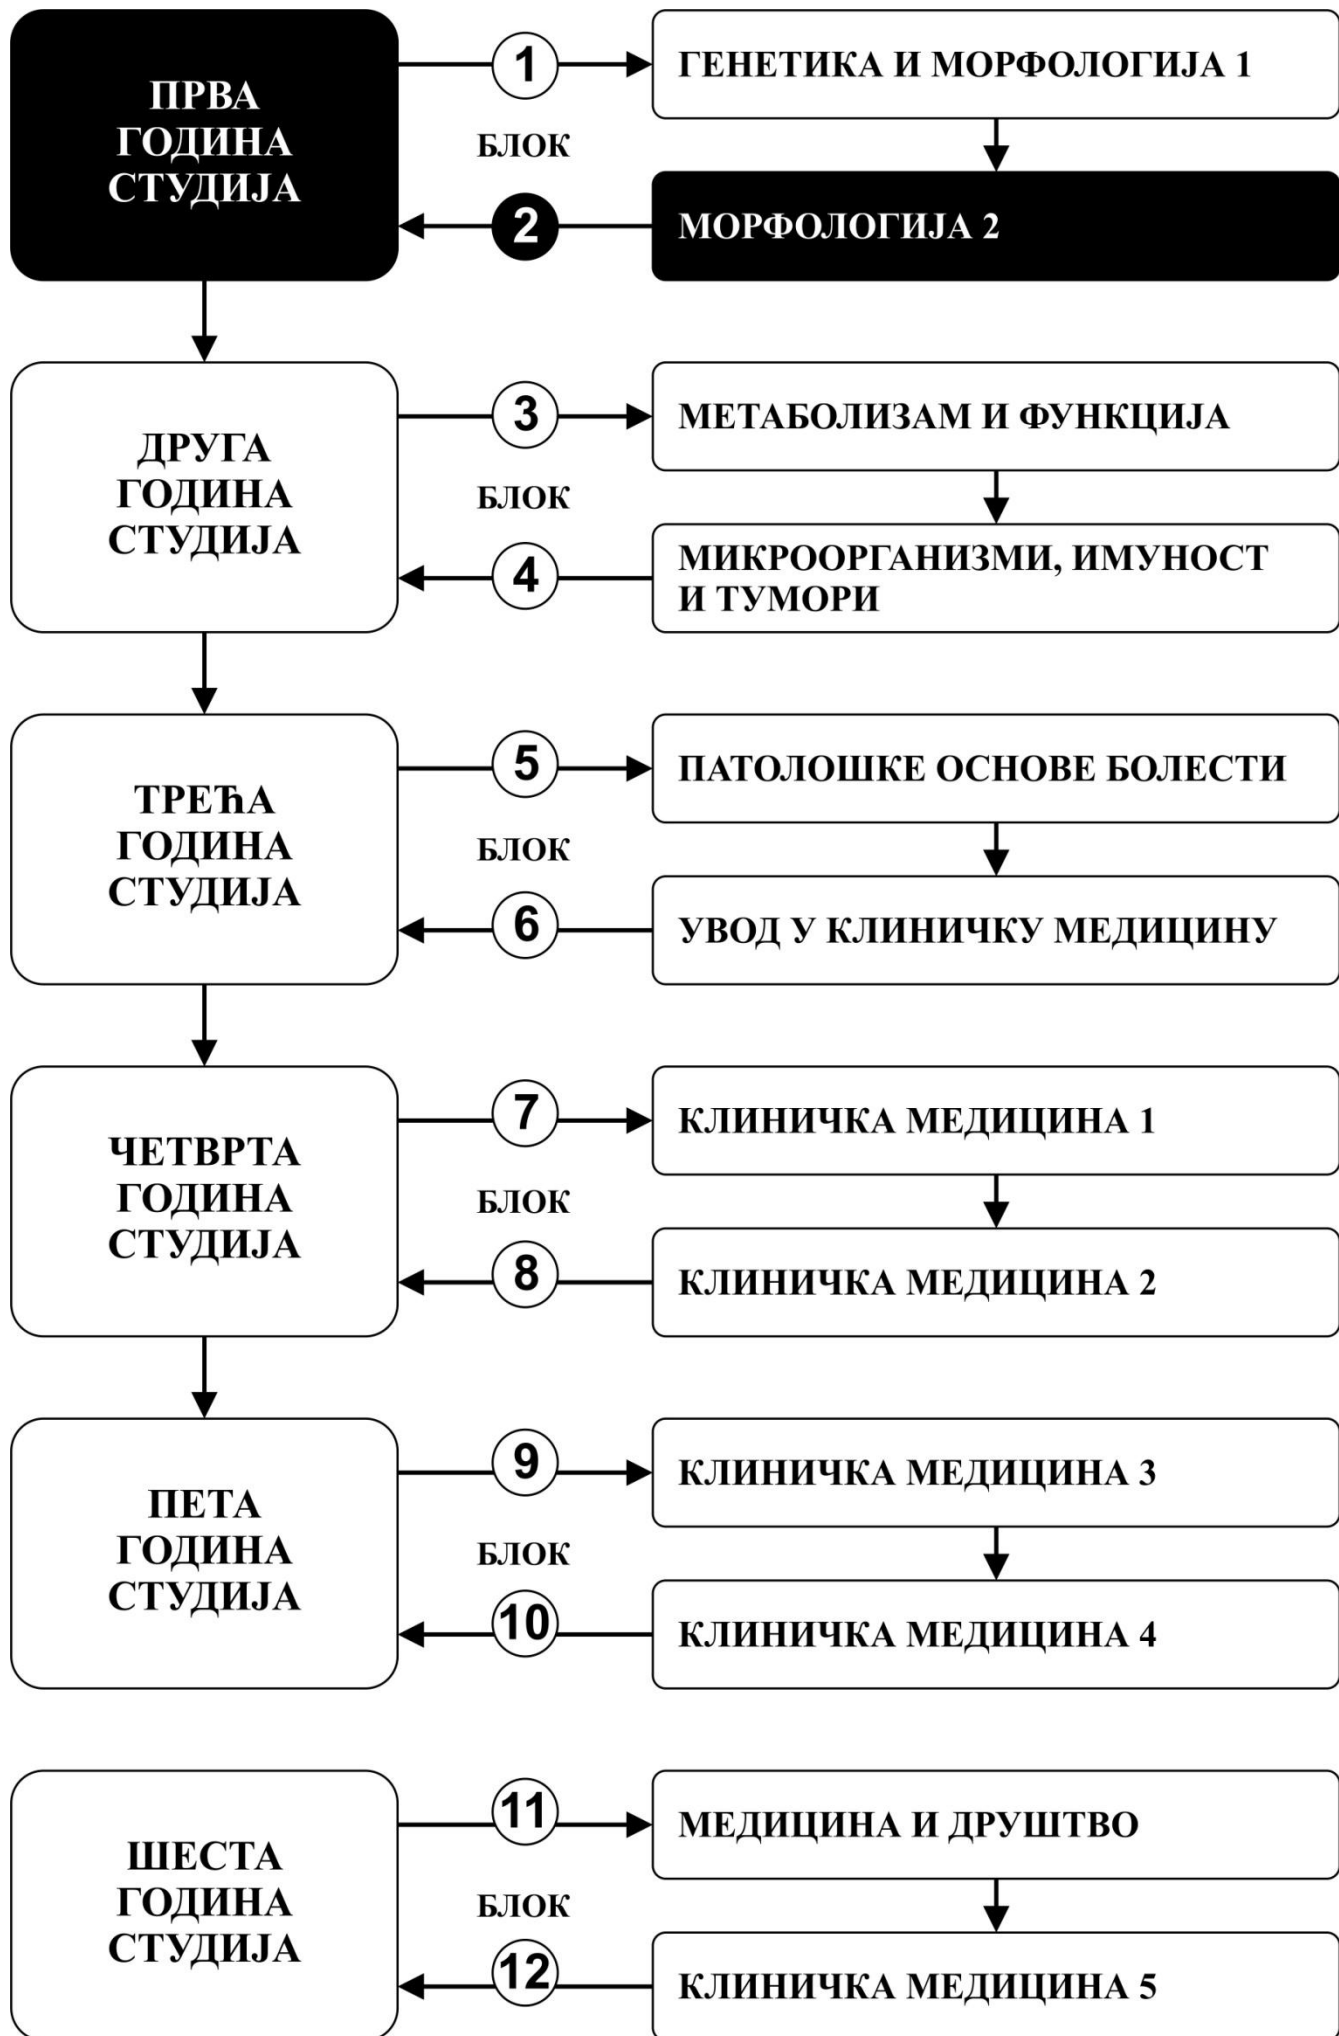 ПРВА
ГОДИНА
СТУДИЈА
1
ГЕНЕТИКА И МОРФОЛОГИЈА 1
БЛОК
2
МОРФОЛОГИЈА 2
ДРУГА
ГОДИНА
СТУДИЈА
3
МЕТАБОЛИЗАМ И ФУНКЦИЈА
БЛОК
4
МИКРООРГАНИЗМИ, ИМУНОСТ
И ТУМОРИ
ТРЕЋА
ГОДИНА
СТУДИЈА
5
ПАТОЛОШКЕ ОСНОВЕ БОЛЕСТИ
БЛОК
6
УВОД У КЛИНИЧКУ МЕДИЦИНУ
ЧЕТВРТА
ГОДИНА
СТУДИЈА
7
КЛИНИЧКА МЕДИЦИНА 1
БЛОК
8
КЛИНИЧКА МЕДИЦИНА 2
ПЕТА
ГОДИНА
СТУДИЈА
9
КЛИНИЧКА МЕДИЦИНА 3
БЛОК
10
КЛИНИЧКА МЕДИЦИНА 4
ШЕСТА
ГОДИНА
СТУДИЈА
11
МЕДИЦИНА И ДРУШТВО
БЛОК
12
КЛИНИЧКА МЕДИЦИНА 5